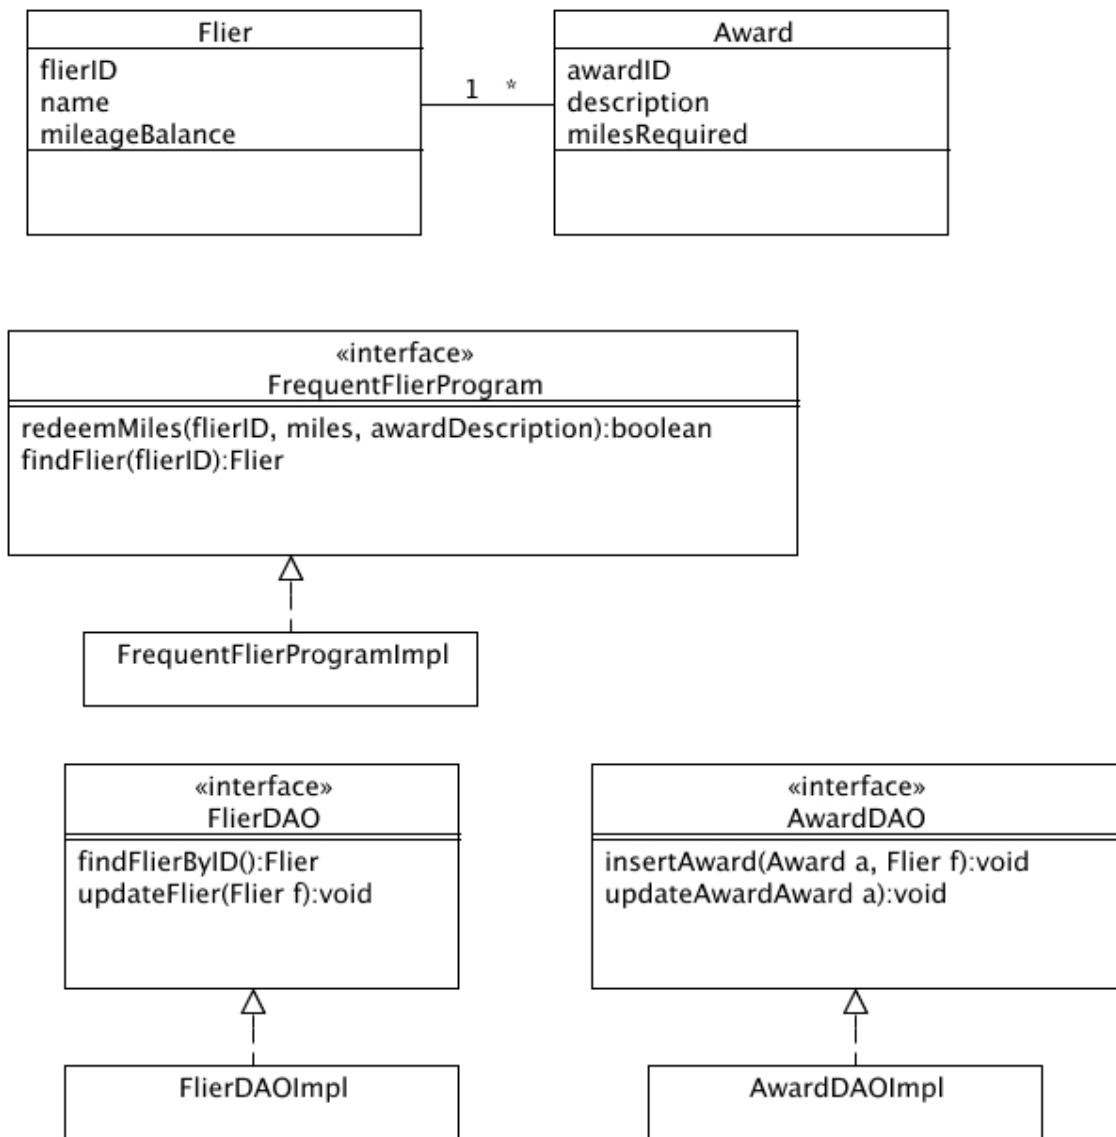 Flier
flierID
name
mileageBalance
1 *
Award
awardID
description
milesRequired
«interface»
FrequentFlierProgram
redeemMiles(flierID, miles, awardDescription):boolean
findFlier(flierID):Flier
FrequentFlierProgramImpl
«interface»
FlierDAO
findFlierByID():Flier
updateFlier(Flier f):void
FlierDAOImpl
«interface»
AwardDAO
insertAward(Award a, Flier f):void
updateAwardAward a):void
AwardDAOImpl